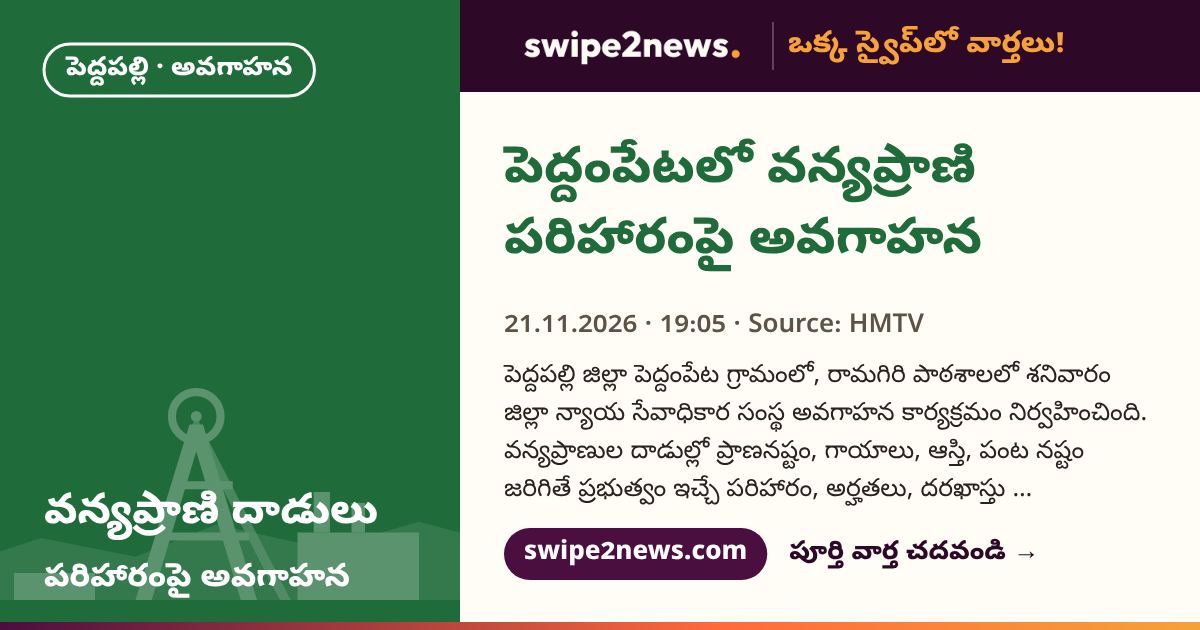 పెద్దపల్లి · అవగాహన
వన్యప్రాణి దాడులు
పరిహారంపై అవగాహన
swipe2news.
ఒక్క స్వైప్‌లో వార్తలు!
పెద్దంపేటలో వన్యప్రాణి
పరిహారంపై అవగాహన
21.11.2026 · 19:05 · Source: HMTV
పెద్దపల్లి జిల్లా పెద్దంపేట గ్రామంలో, రామగిరి పాఠశాలలో శనివారం
జిల్లా న్యాయ సేవాధికార సంస్థ అవగాహన కార్యక్రమం నిర్వహించింది.
వన్యప్రాణుల దాడుల్లో ప్రాణనష్టం, గాయాలు, ఆస్తి, పంట నష్టం
జరిగితే ప్రభుత్వం ఇచ్చే పరిహారం, అర్హతలు, దరఖాస్తు ...
swipe2news.com
పూర్తి వార్త చదవండి →